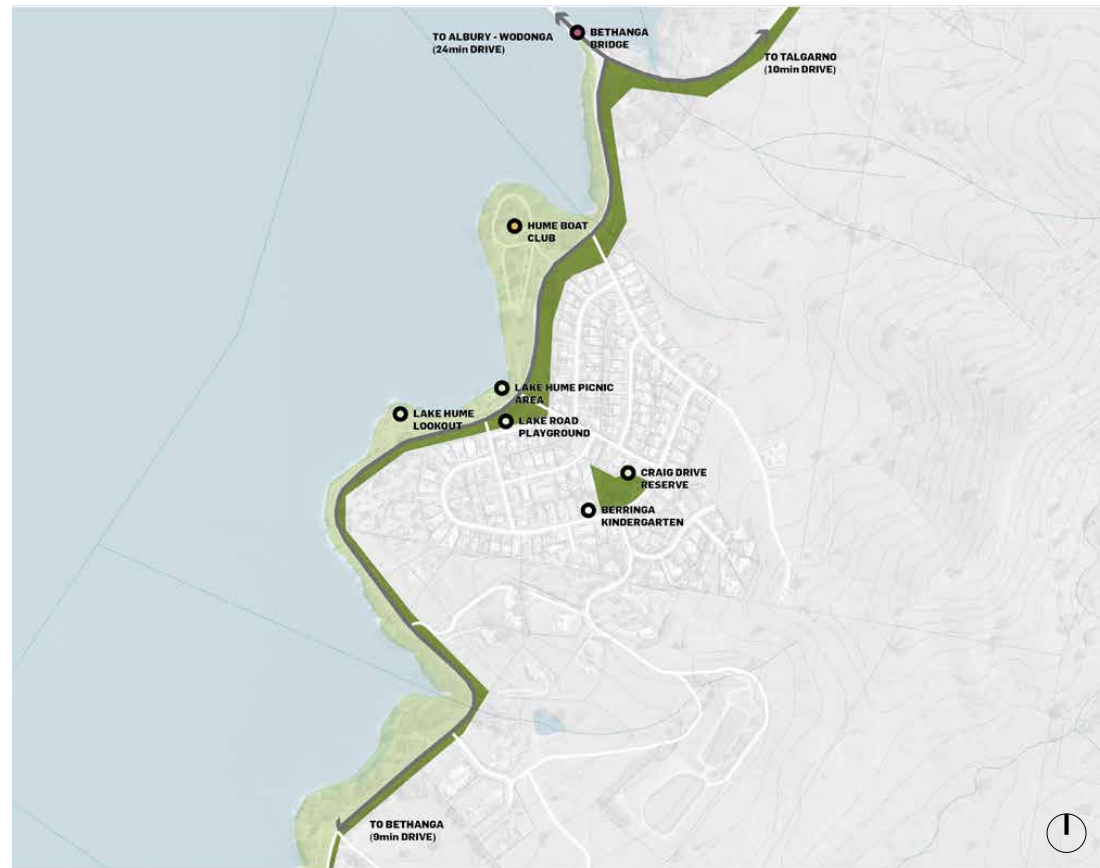 TO ALBURY - WODONGA
(24min DRIVE)
BETHANGA
BRIDGE
TO TALGARNO
(10min DRIVE)
HUME BOAT
CLUB
LAKE HUME PICNIC
AREA
LAKE HUME
LOOKOUT
LAKE ROAD
PLAYGROUND
CRAIG DRIVE
RESERVE
BERRINGA
KINDERGARTEN
TO BETHANGA
(9min DRIVE)